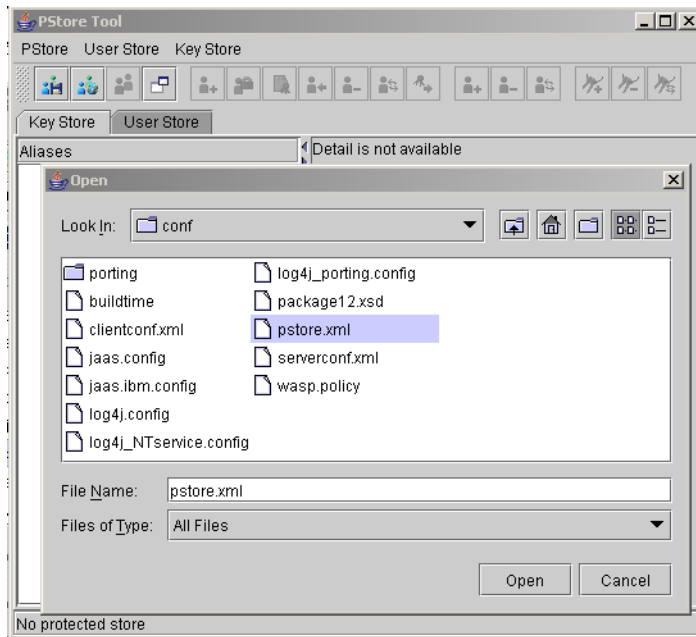 PStore Tool
PStore User Store Key Store
Key Store User Store
Aliases Detail is not available
Open
Look In: conf
porting log4j_porting.config
buildtime package12.xsd
clientconf.xml pstore.xml
jaas.config serverconf.xml
jaas.ibm.config wasp.policy
log4j.config
log4j_NTservice.config
File Name: pstore.xml
Files of Type: All Files
Open Cancel
No protected store